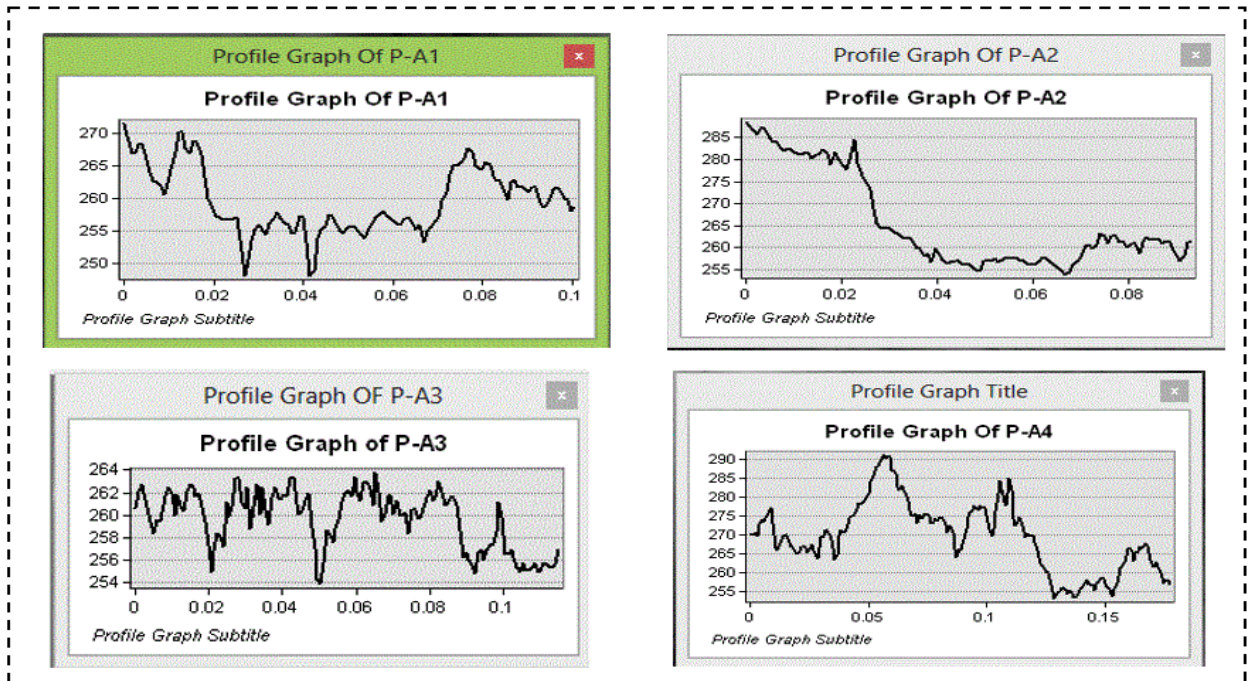 Profile Graph Of P-A1
x
Profile Graph Of P-A1
270
265
260
255
250
0 0.02 0.04 0.06 0.08 0.1
Profile Graph Subtitle
Profile Graph Of P-A2
x
Profile Graph Of P-A2
285
280
275
270
265
260
255
0 0.02 0.04 0.06 0.08
Profile Graph Subtitle
Profile Graph OF P-A3
x
Profile Graph of P-A3
264
262
260
258
256
254
0 0.02 0.04 0.06 0.08 0.1
Profile Graph Subtitle
Profile Graph Title
x
Profile Graph Of P-A4
290
285
280
275
270
265
260
255
0 0.05 0.1 0.15
Profile Graph Subtitle